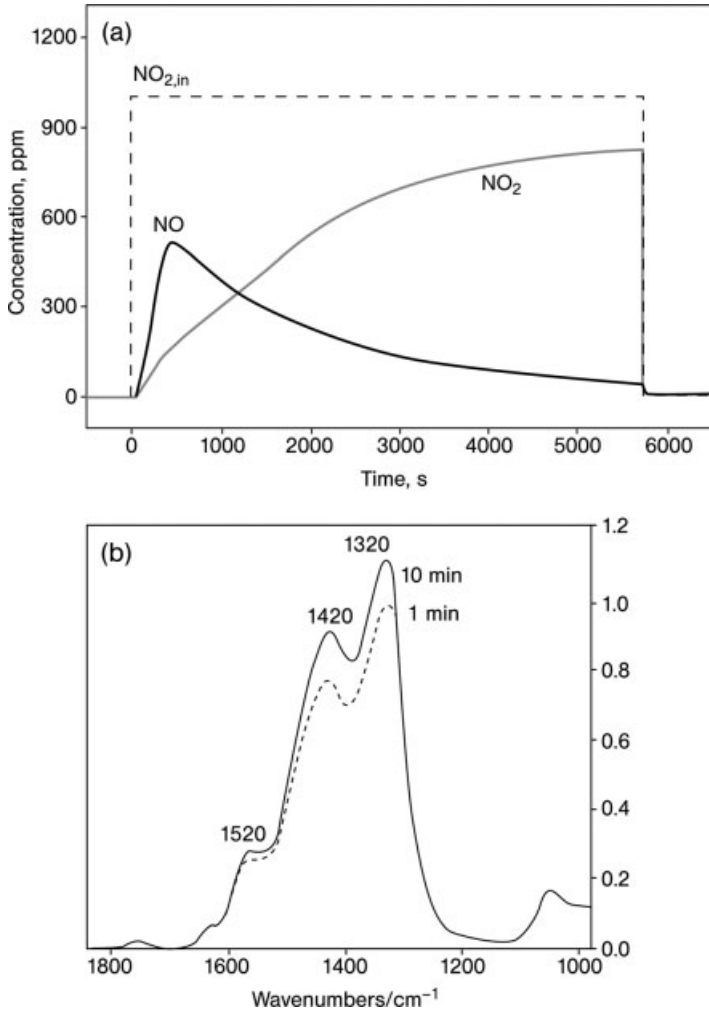 (a)
1200
NO2,in
900
NO2
NO
600
300
0
Concentration, ppm
0 1000 2000 3000 4000 5000 6000
Time, s
(b)
1320
1.2
10 min
1 min
1420
1.0
0.8
0.6
1520
0.4
0.2
0.0
1800 1600 1400 1200 1000
Wavenumbers/cm⁻¹